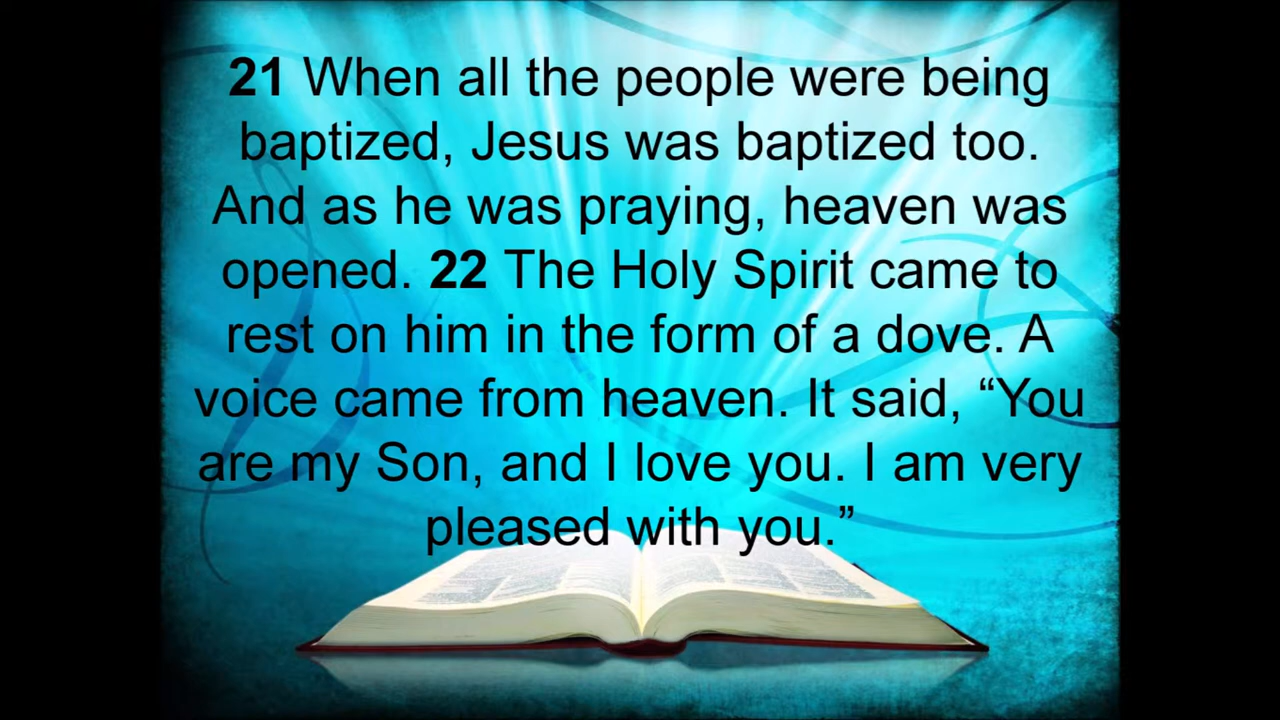 21 When all the people were being
baptized, Jesus was baptized too.
And as he was praying, heaven was
opened. 22 The Holy Spirit came to
rest on him in the form of a dove. A
voice came from heaven. It said, “You
are my Son, and I love you. I am very
pleased with you.”